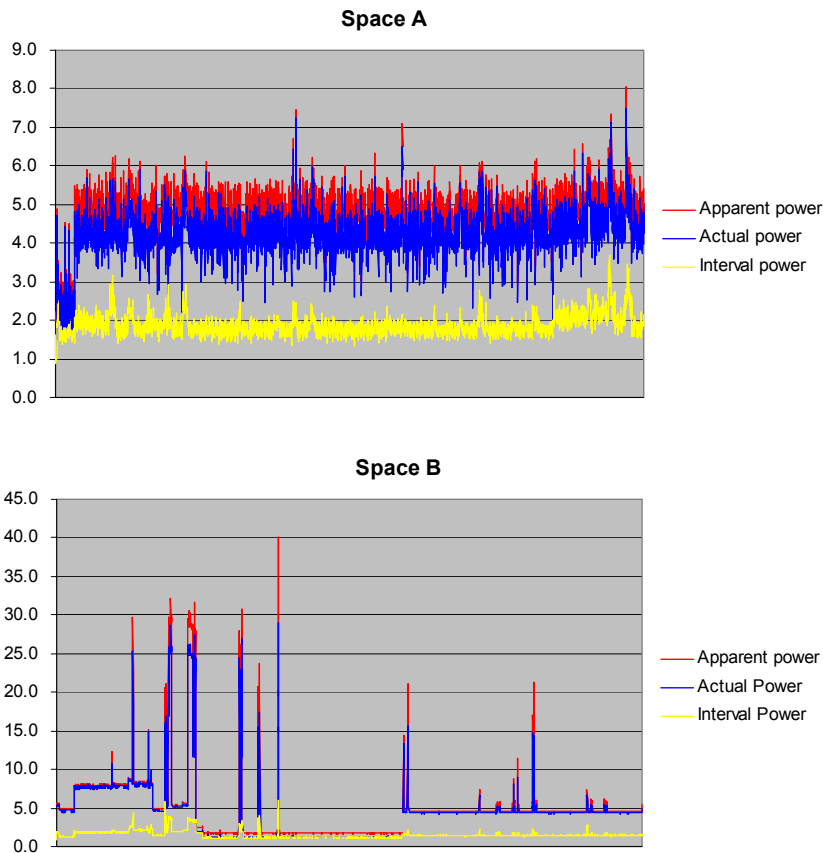 Space A
9.0
8.0
7.0
6.0
5.0
4.0
3.0
2.0
1.0
0.0
Apparent power
Actual power
Interval power
Space B
45.0
40.0
35.0
30.0
25.0
20.0
15.0
10.0
5.0
0.0
Apparent power
Actual Power
Interval Power